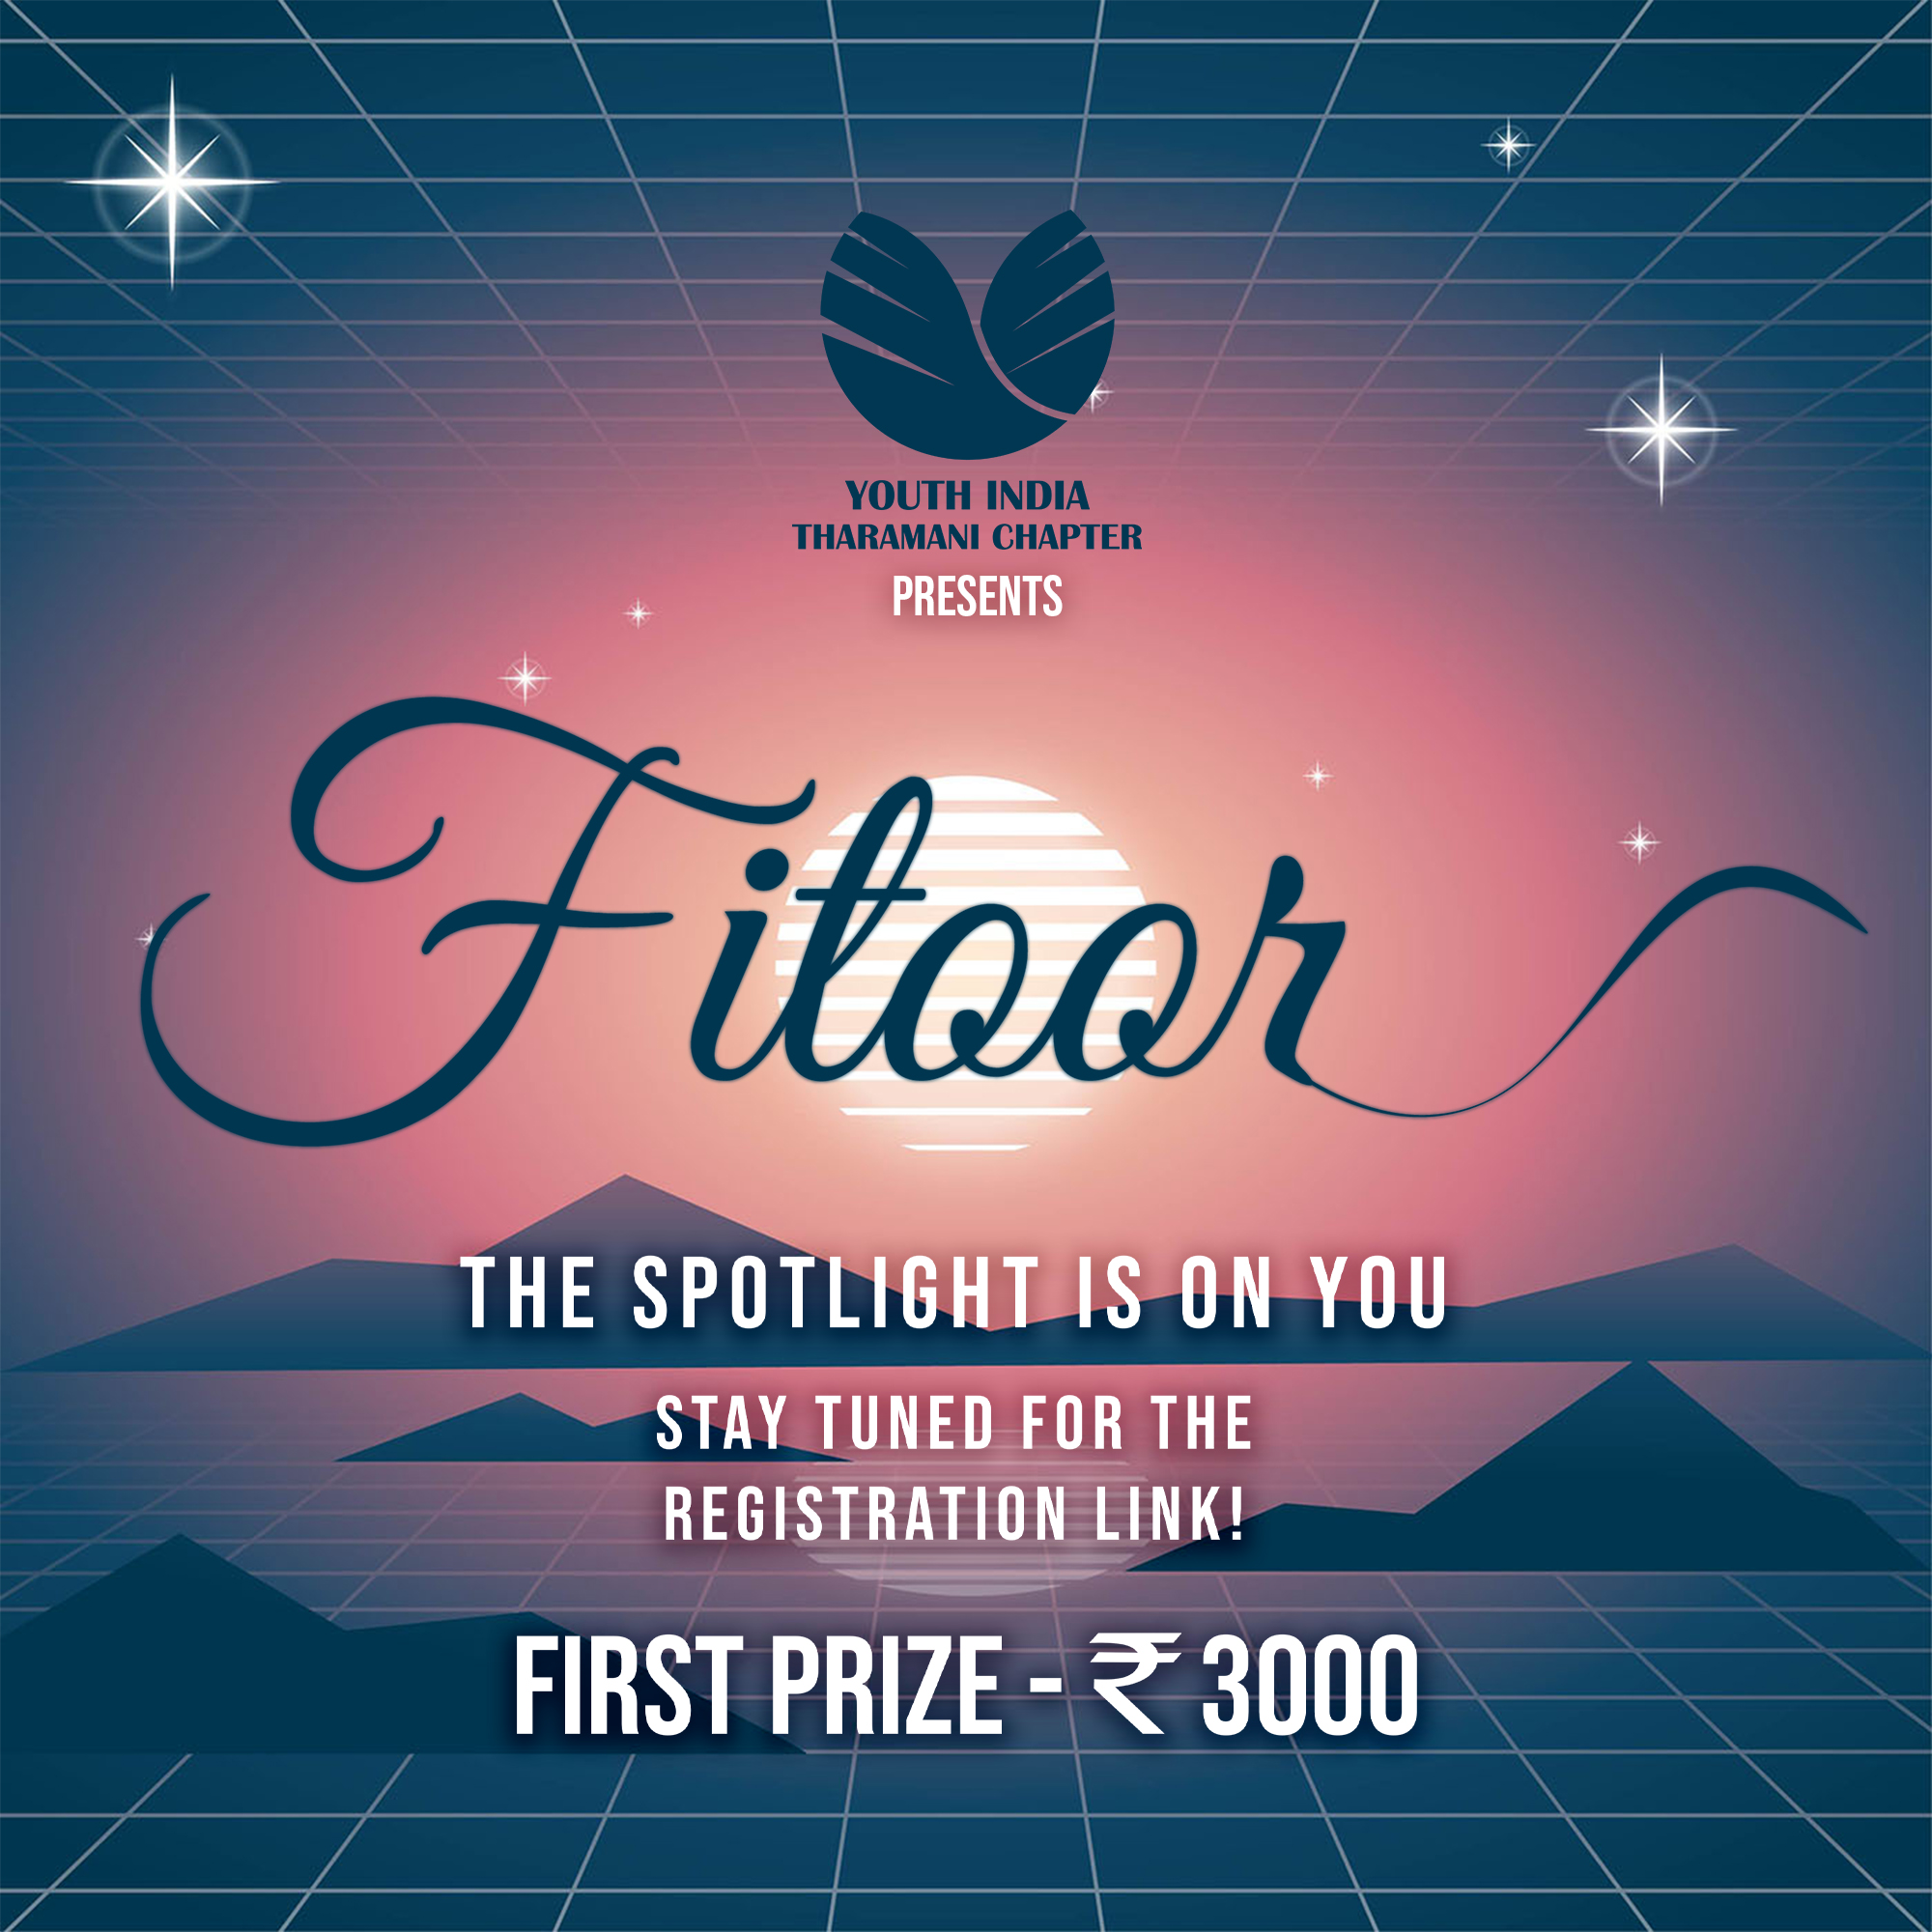 YOUTH INDIA
THARAMANI CHAPTER
PRESENTS
Fitoor
THE SPOTLIGHT IS ON YOU
STAY TUNED FOR THE
REGISTRATION LINK!
FIRST PRIZE - ₹ 3000